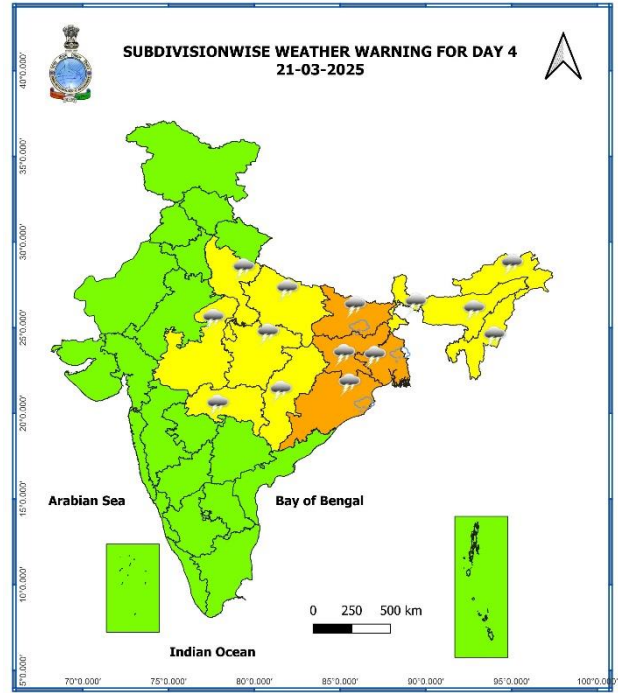 SUBDIVISIONWISE WEATHER WARNING FOR DAY 4
21-03-2025
40°0.000'
35°0.000'
30°0.000'
25°0.000'
20°0.000'
15°0.000'
10°0.000'
5°0.000'
Arabian Sea
Bay of Bengal
0 250 500 km
Indian Ocean
70°0.000' 75°0.000' 80°0.000' 85°0.000' 90°0.000' 95°0.000' 100°0.000'